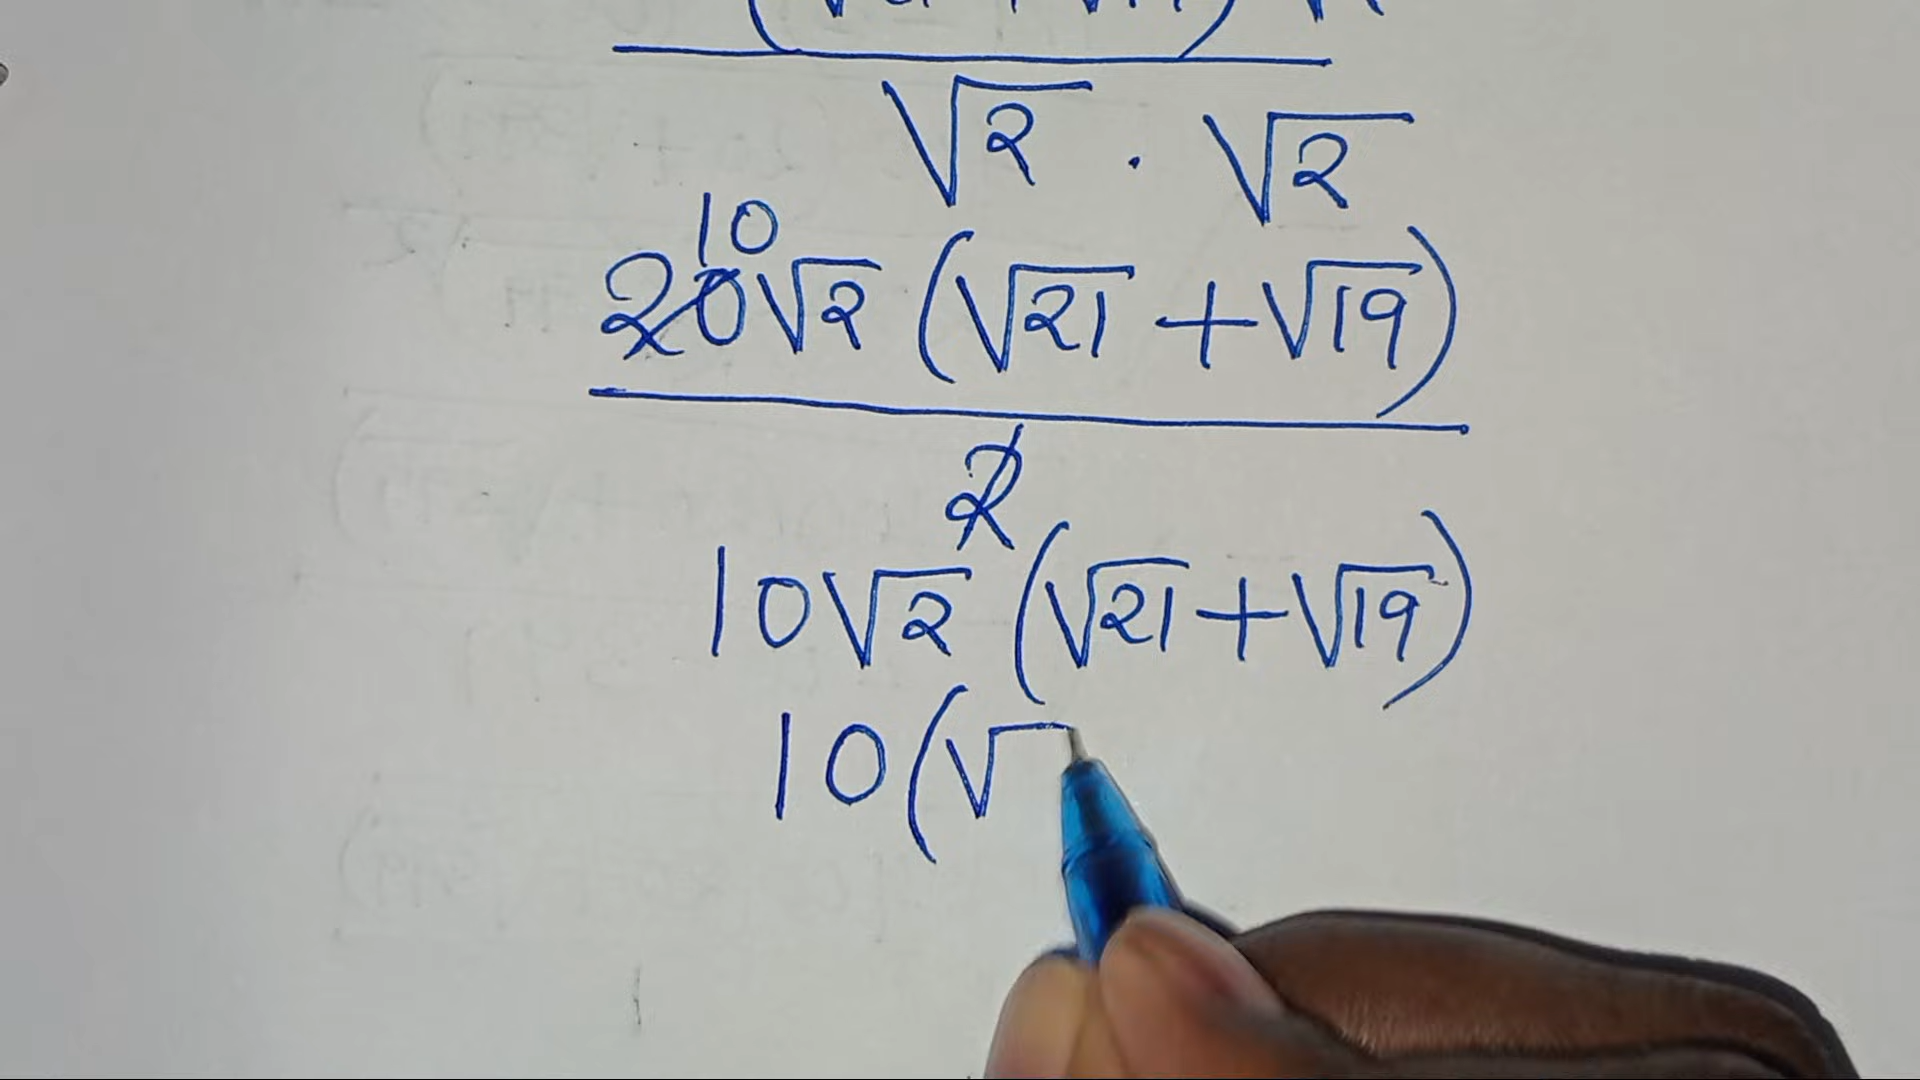 √2 · √2
10
20√2 (√21 + √19)
2
10√2 (√21 + √19)
10(√